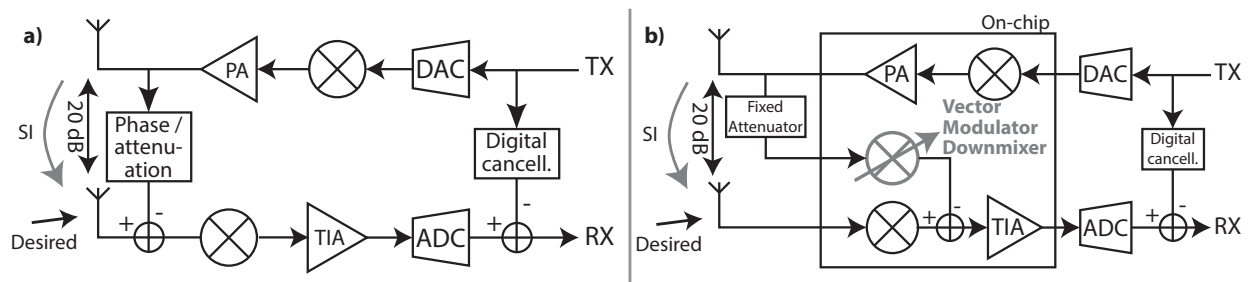 a)
PA
DAC
TX
SI
20 dB
Phase /
attenu-
ation
Digital
cancell.
+
-
+
-
Desired
TIA
ADC
RX
b)
On-chip
PA
DAC
TX
SI
20 dB
Fixed
Attenuator
Vector
Modulator
Downmixer
Digital
cancell.
+
-
+
-
Desired
TIA
ADC
RX